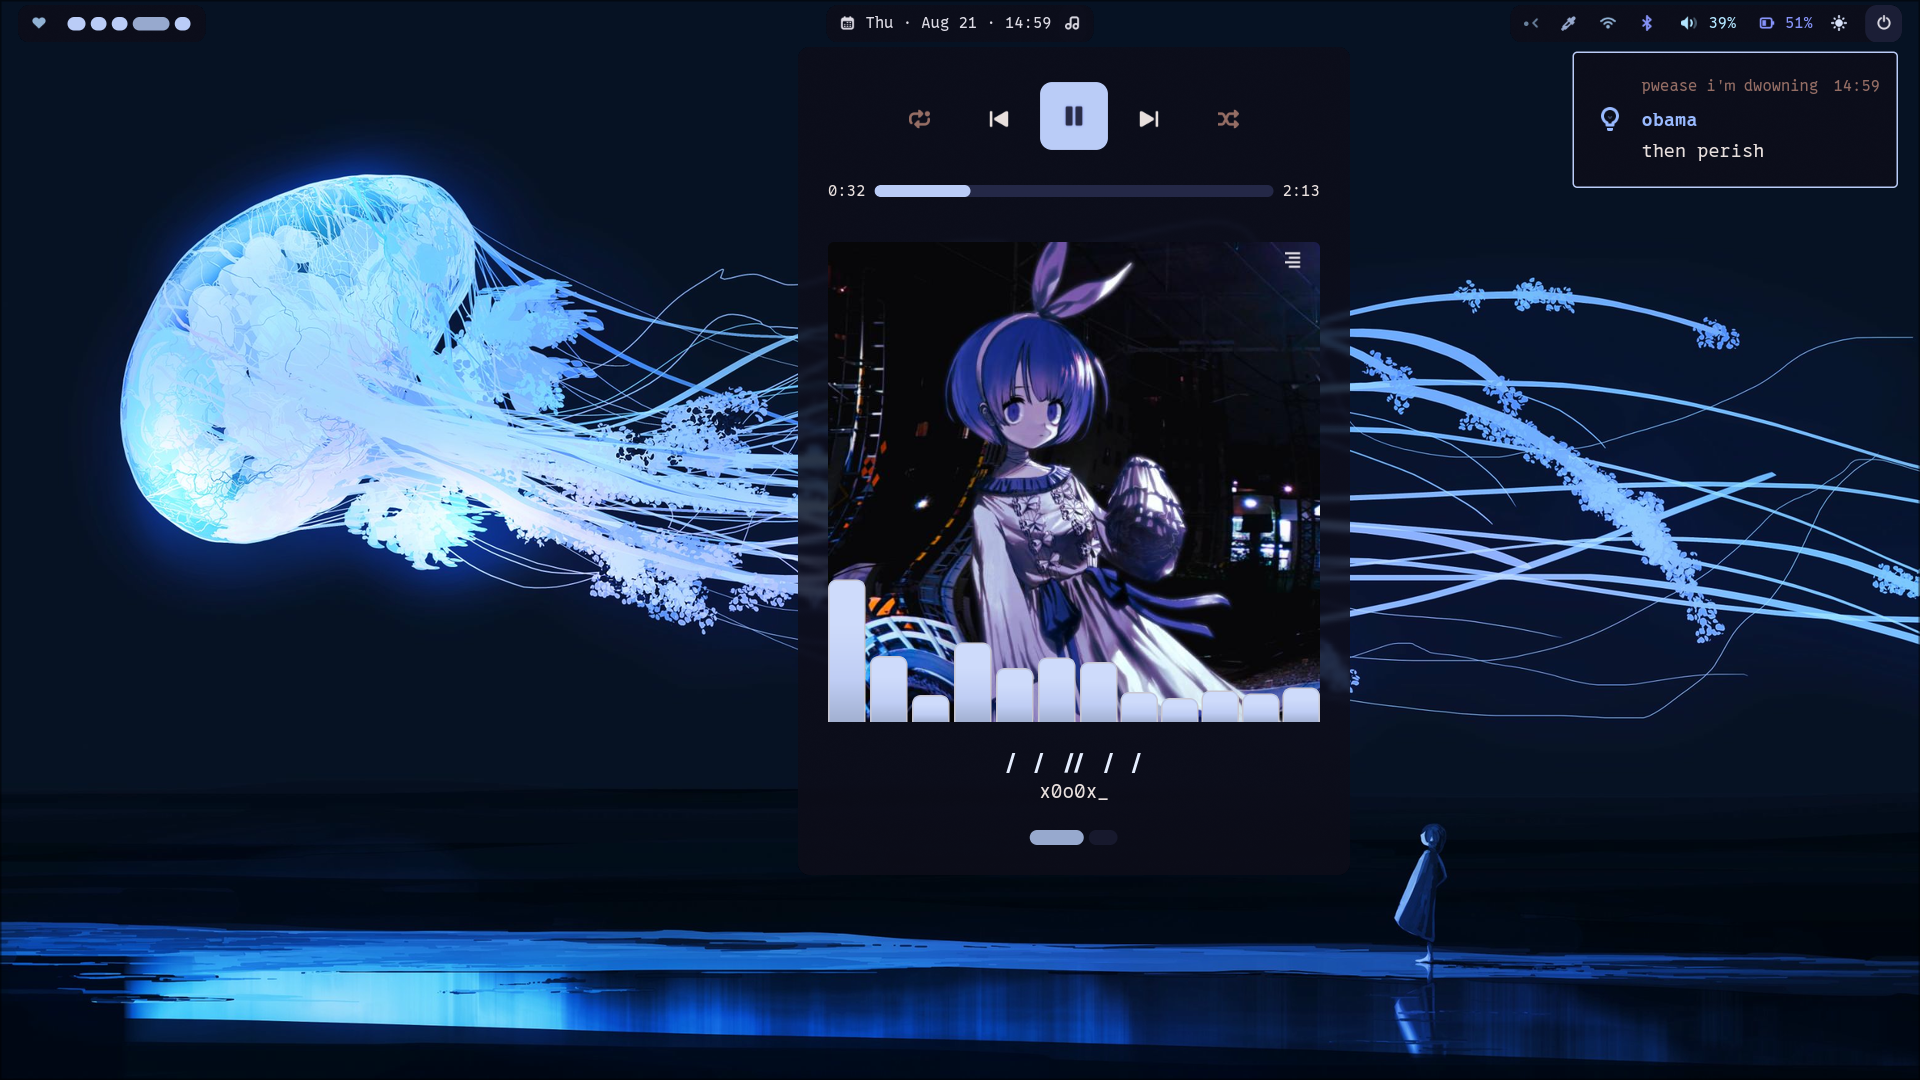 Thu · Aug 21 · 14:59
39%
51%
pwease i'm dwowning 14:59
obama
then perish
0:32
2:13
/ / // / /
x0o0x_